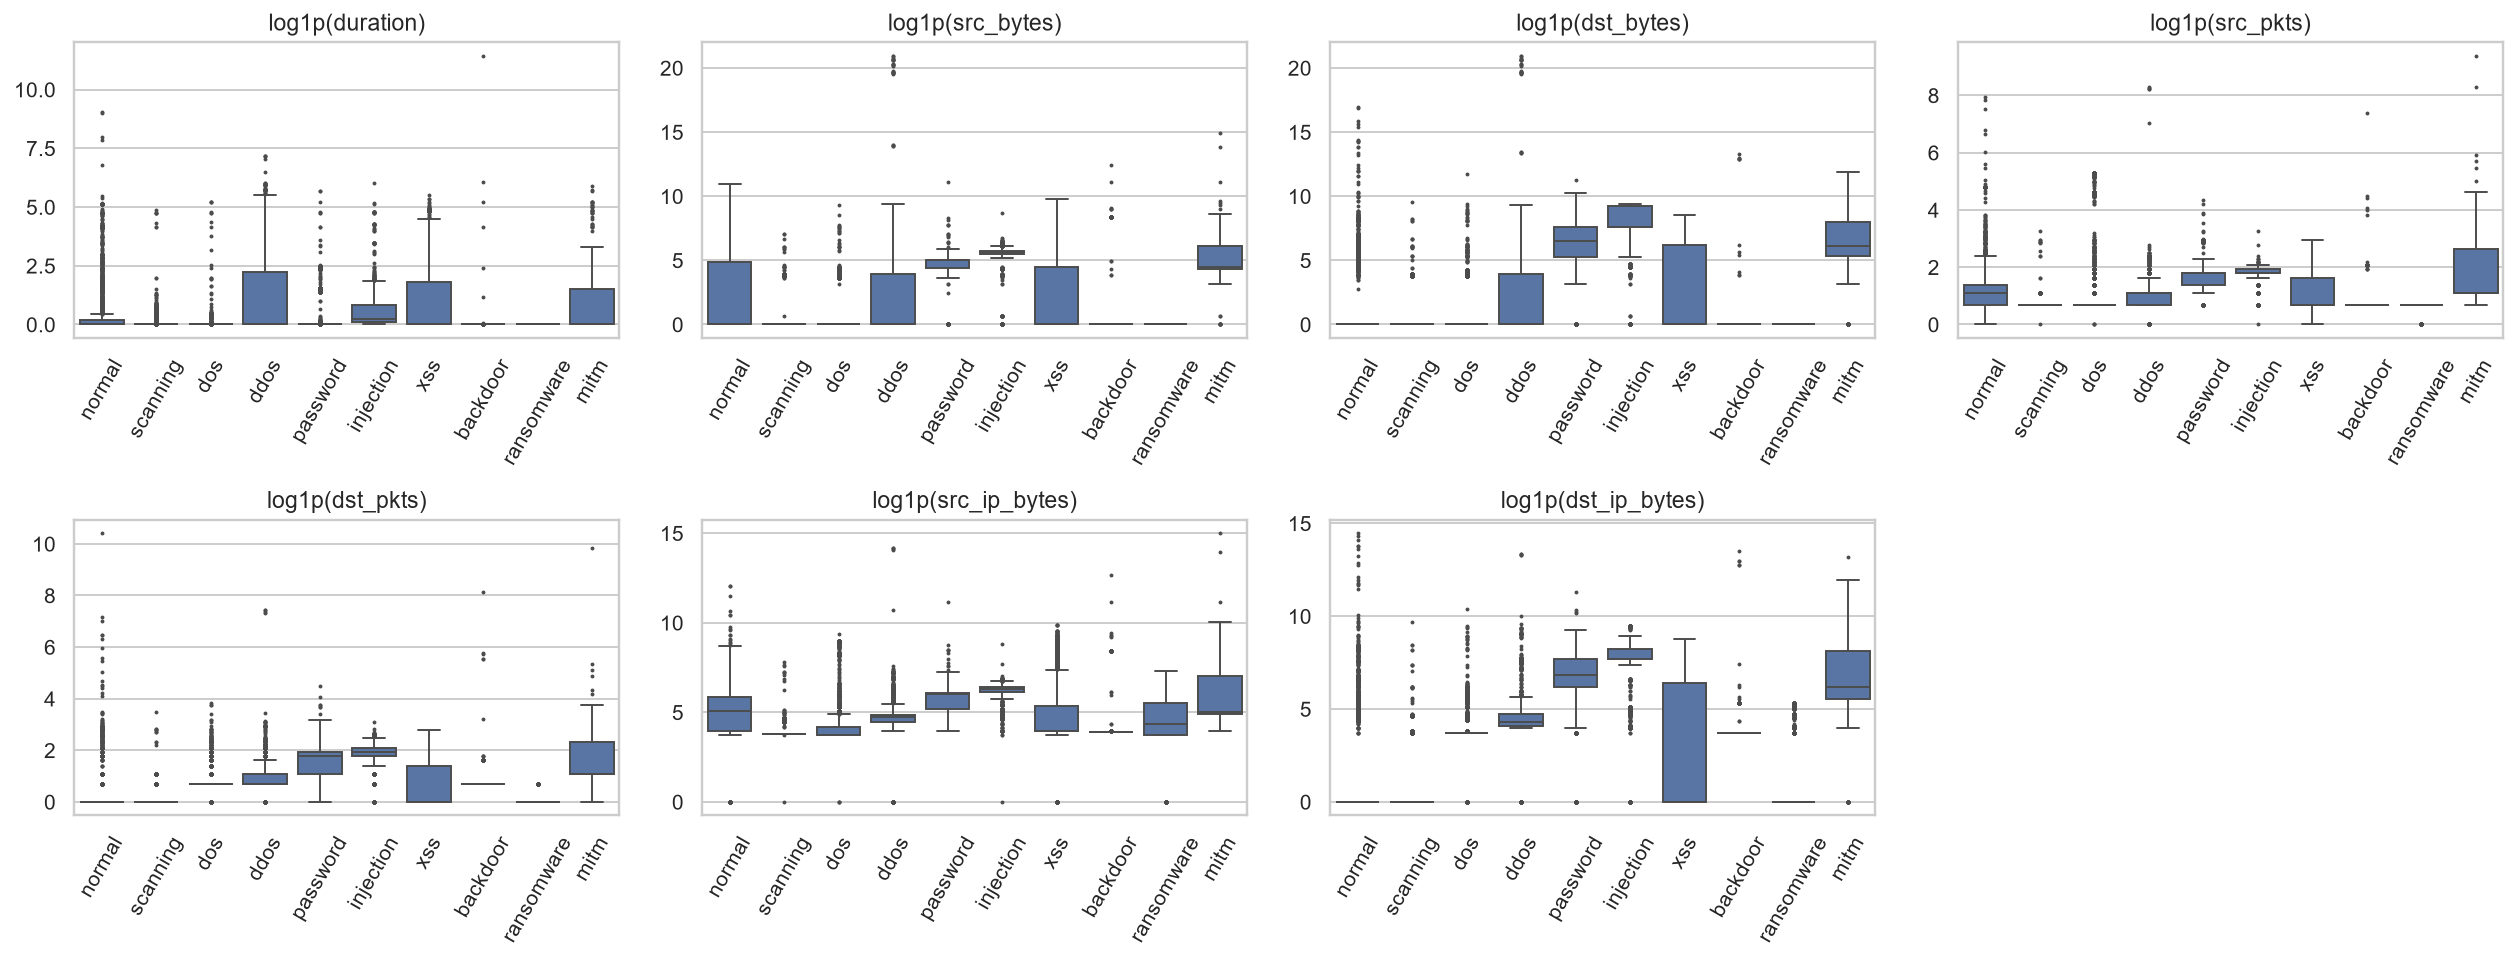 log1p(duration)
10.0
7.5
5.0
2.5
0.0
normal
scanning
dos
ddos
password
injection
xss
backdoor
ransomware
mitm
log1p(src_bytes)
20
15
10
5
0
normal
scanning
dos
ddos
password
injection
xss
backdoor
ransomware
mitm
log1p(dst_bytes)
20
15
10
5
0
normal
scanning
dos
ddos
password
injection
xss
backdoor
ransomware
mitm
log1p(src_pkts)
8
6
4
2
0
normal
scanning
dos
ddos
password
injection
xss
backdoor
ransomware
mitm
log1p(dst_pkts)
10
8
6
4
2
0
normal
scanning
dos
ddos
password
injection
xss
backdoor
ransomware
mitm
log1p(src_ip_bytes)
15
10
5
0
normal
scanning
dos
ddos
password
injection
xss
backdoor
ransomware
mitm
log1p(dst_ip_bytes)
15
10
5
0
normal
scanning
dos
ddos
password
injection
xss
backdoor
ransomware
mitm